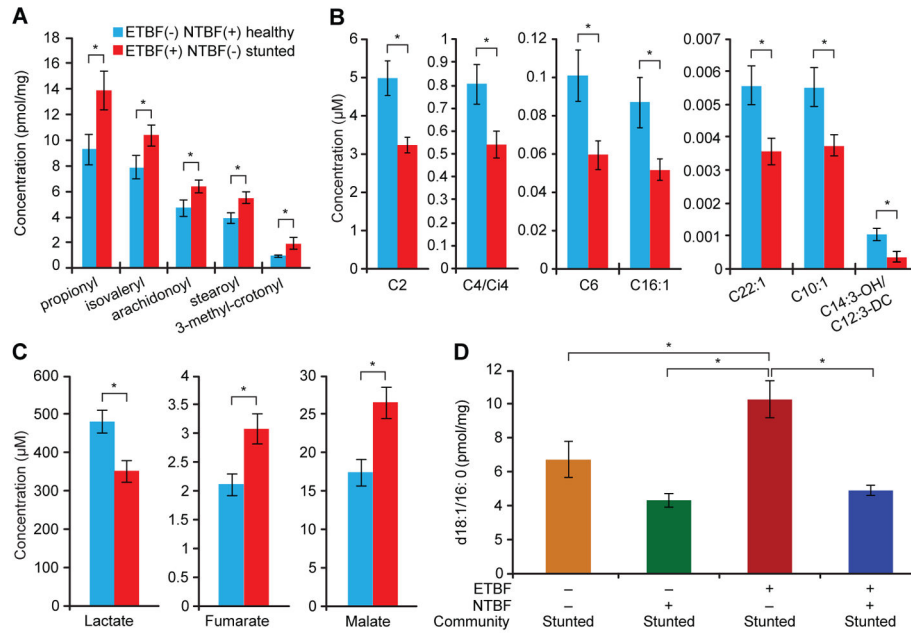 A
ETBF(-) NTBF(+) healthy
ETBF(+) NTBF(-) stunted
Concentration (pmol/mg)
18
16
14
12
10
8
6
4
2
0
* * * * *
propionyl
isovaleryl
arachidonoyl
stearoyl
3-methyl-crotonyl
B
Concentration (µM)
6
5
4
3
2
1
0
*
C2
1
0.9
0.8
0.7
0.6
0.5
0.4
0.3
0.2
0.1
0
*
C4/Ci4
0.12
0.1
0.08
0.06
0.04
0.02
0
* *
C6
C16:1
0.007
0.006
0.005
0.004
0.003
0.002
0.001
0
* * *
C22:1
C10:1
C14:3-OH/
C12:3-DC
C
Concentration (µM)
600
500
400
300
200
100
0
*
Lactate
4
3.5
3
2.5
2
1.5
1
0.5
0
*
Fumarate
30
25
20
15
10
5
0
*
Malate
D
d18:1/16: 0 (pmol/mg)
12
10
8
6
4
2
0
* * *
ETBF – – + +
NTBF – + – +
Community Stunted Stunted Stunted Stunted